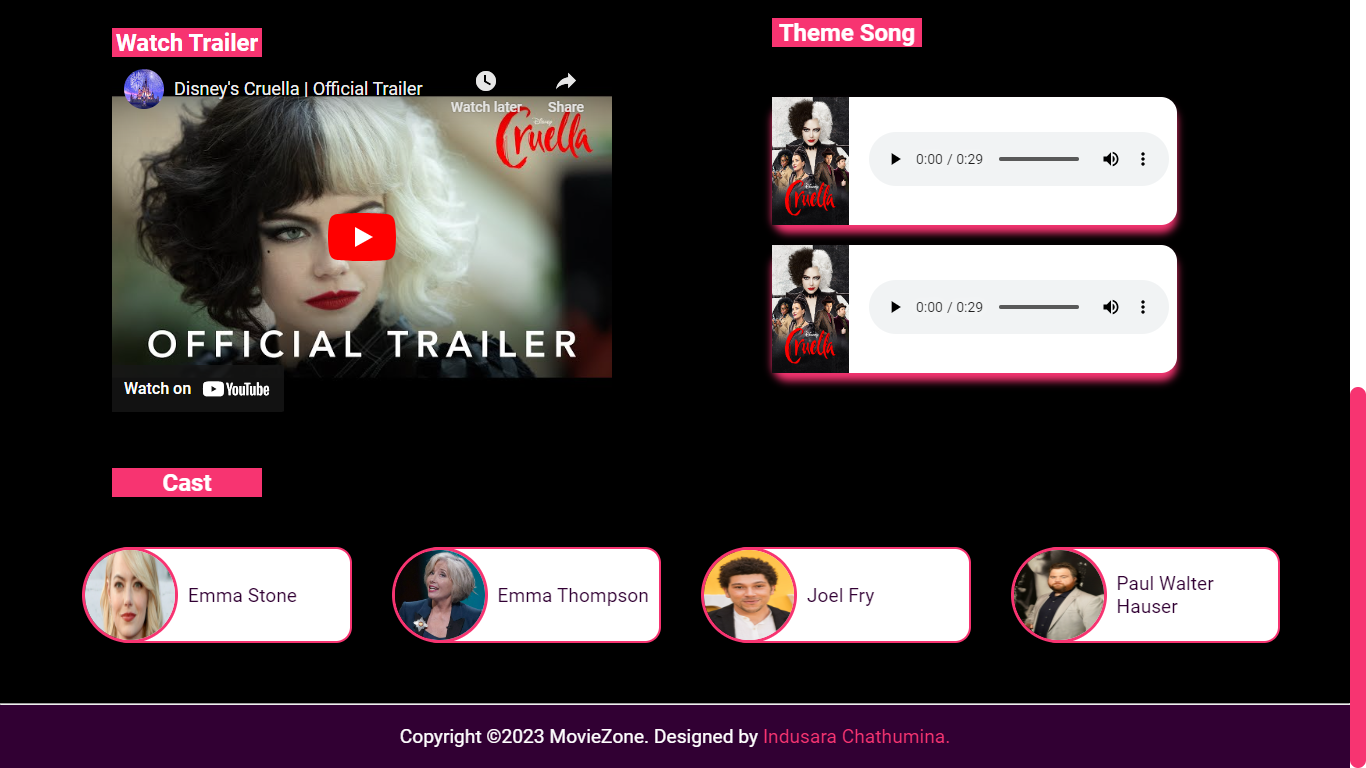 Watch Trailer
Disney's Cruella | Official Trailer
Watch later
Share
Disney
Cruella
OFFICIAL TRAILER
Watch on YouTube
Theme Song
Disney
Cruella
0:00 / 0:29
Disney
Cruella
0:00 / 0:29
Cast
Emma Stone
Emma Thompson
Joel Fry
Paul Walter
Hauser
Copyright ©2023 MovieZone. Designed by Indusara Chathumina.